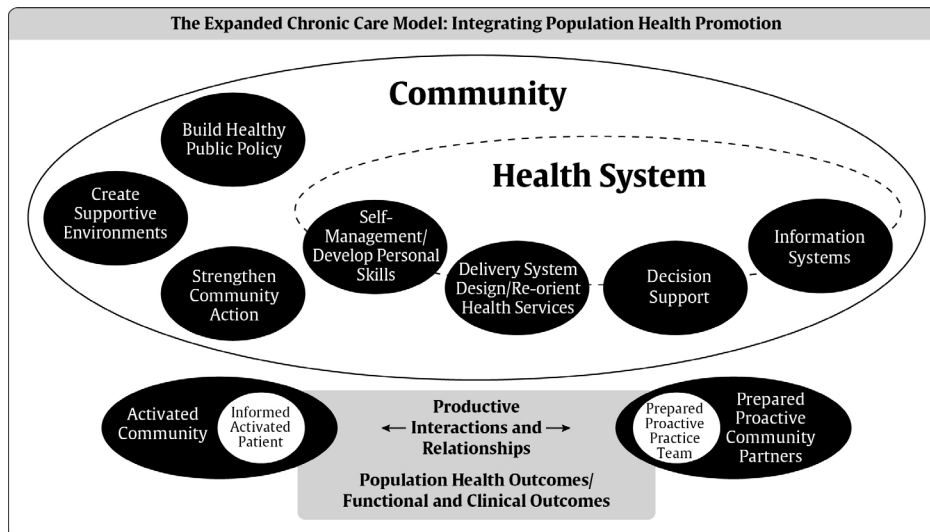 The Expanded Chronic Care Model: Integrating Population Health Promotion
Community
Build Healthy
Public Policy
Health System
Create
Supportive
Environments
Self-
Management/
Develop Personal
Skills
Information
Systems
Strengthen
Community
Action
Delivery System
Design/Re-orient
Health Services
Decision
Support
Activated
Community
Informed
Activated
Patient
Productive
Interactions and
Relationships
Prepared
Proactive
Practice
Team
Prepared
Proactive
Community
Partners
Population Health Outcomes/
Functional and Clinical Outcomes